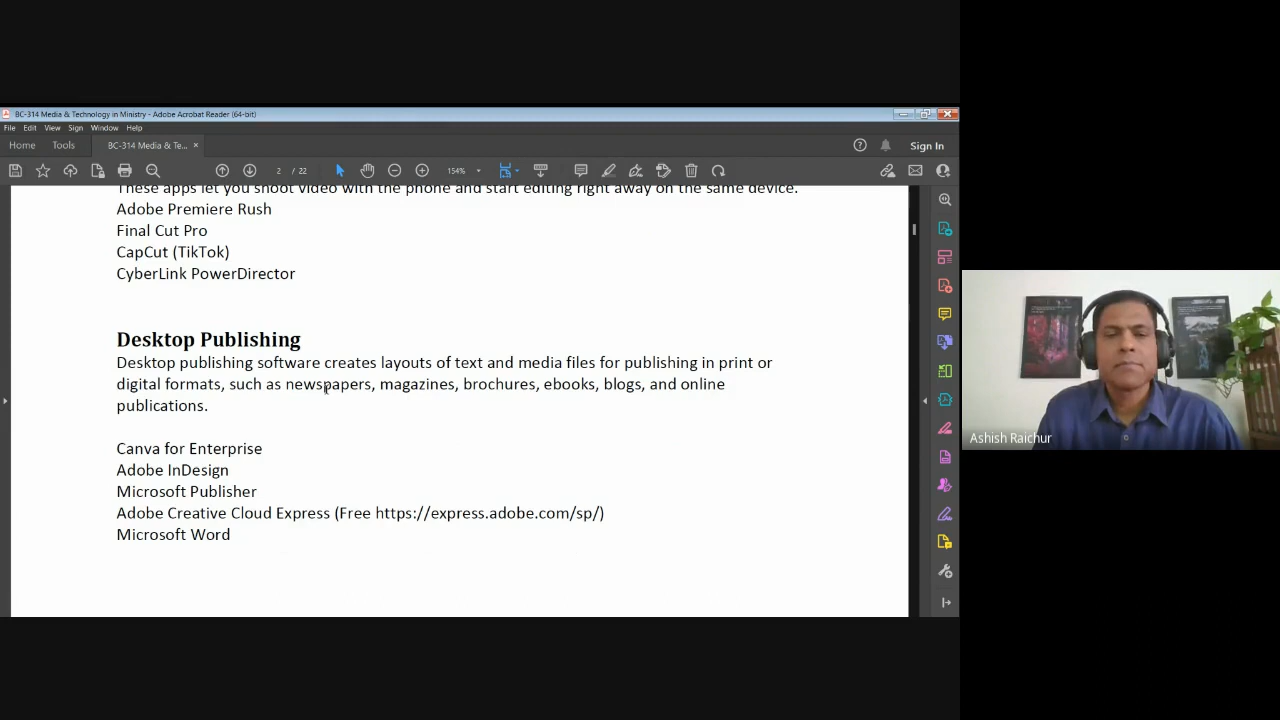 BC-314 Media & Technology in Ministry - Adobe Acrobat Reader (64-bit)
File Edit View Sign Window Help
Home Tools BC-314 Media & Te... × Sign In
2 / 22 154%
These apps let you shoot video with the phone and start editing right away on the same device.
Adobe Premiere Rush
Final Cut Pro
CapCut (TikTok)
CyberLink PowerDirector
Desktop Publishing
Desktop publishing software creates layouts of text and media files for publishing in print or
digital formats, such as newspapers, magazines, brochures, ebooks, blogs, and online
publications.
Canva for Enterprise
Adobe InDesign
Microsoft Publisher
Adobe Creative Cloud Express (Free https://express.adobe.com/sp/)
Microsoft Word
Ashish Raichur